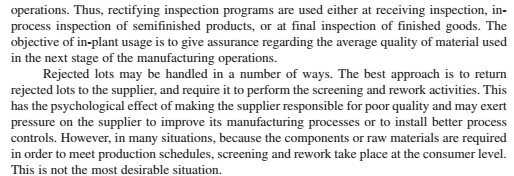 operations. Thus, rectifying inspection programs are used either at receiving inspection, in-
process inspection of semifinished products, or at final inspection of finished goods. The
objective of in-plant usage is to give assurance regarding the average quality of material used
in the next stage of the manufacturing operations.
Rejected lots may be handled in a number of ways. The best approach is to return
rejected lots to the supplier, and require it to perform the screening and rework activities. This
has the psychological effect of making the supplier responsible for poor quality and may exert
pressure on the supplier to improve its manufacturing processes or to install better process
controls. However, in many situations, because the components or raw materials are required
in order to meet production schedules, screening and rework take place at the consumer level.
This is not the most desirable situation.